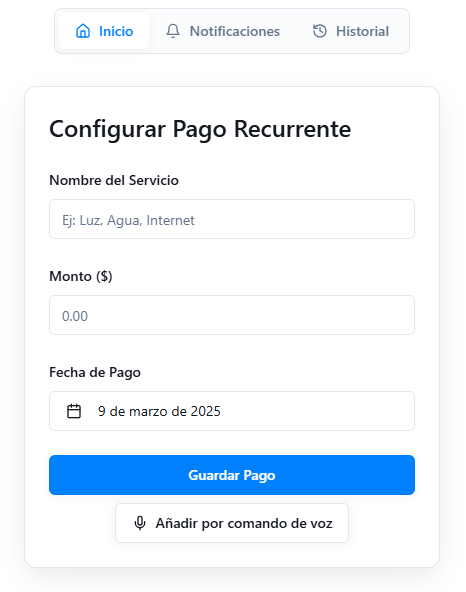 Inicio Notificaciones Historial
Configurar Pago Recurrente
Nombre del Servicio
Ej: Luz, Agua, Internet
Monto ($)
0.00
Fecha de Pago
9 de marzo de 2025
Guardar Pago
Añadir por comando de voz